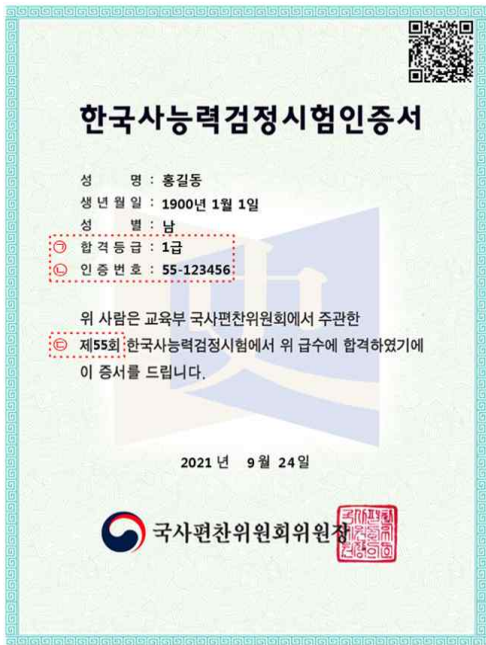 한국사능력검정시험인증서
성 명 : 홍길동
생년월일 : 1900년 1월 1일
성 별 : 남
㉠ 합격등급 : 1급
㉡ 인증번호 : 55-123456
위 사람은 교육부 국사편찬위원회에서 주관한
㉢ 제55회 한국사능력검정시험에서 위 급수에 합격하였기에
이 증서를 드립니다.
2021 년 9 월 24 일
국사편찬위원회위원장